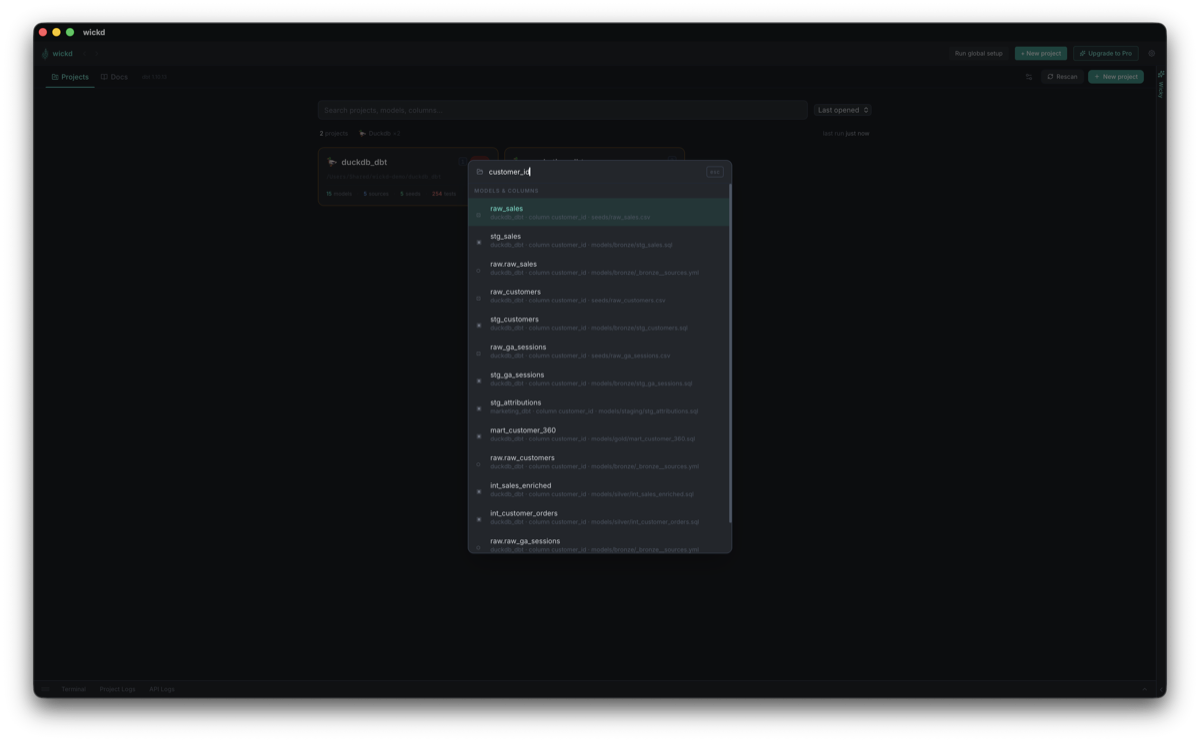 wickd
wickd
Run global setup
+ New project
Upgrade to Pro
Projects
Docs
Rescan
+ New project
Search projects, models, columns...
Last opened
2 projects
Duckdb
last run just now
duckdb_dbt
customer_id
MODELS & COLUMNS
raw_sales
duckdb_dbt · column customer_id · seeds/raw_sales.csv
stg_sales
duckdb_dbt · column customer_id · models/bronze/stg_sales.sql
raw.raw_sales
duckdb_dbt · column customer_id · models/bronze/_bronze__sources.yml
raw_customers
duckdb_dbt · column customer_id · seeds/raw_customers.csv
stg_customers
duckdb_dbt · column customer_id · models/bronze/stg_customers.sql
raw_ga_sessions
duckdb_dbt · column customer_id · seeds/raw_ga_sessions.csv
stg_ga_sessions
duckdb_dbt · column customer_id · models/bronze/stg_ga_sessions.sql
stg_attributions
marketing_dbt · column customer_id · models/staging/stg_attributions.sql
mart_customer_360
duckdb_dbt · column customer_id · models/gold/mart_customer_360.sql
raw.raw_customers
duckdb_dbt · column customer_id · models/bronze/_bronze__sources.yml
int_sales_enriched
duckdb_dbt · column customer_id · models/silver/int_sales_enriched.sql
int_customer_orders
duckdb_dbt · column customer_id · models/silver/int_customer_orders.sql
raw.raw_ga_sessions
duckdb_dbt · column customer_id · models/bronze/_bronze__sources.yml
Terminal
Project Logs
API Logs